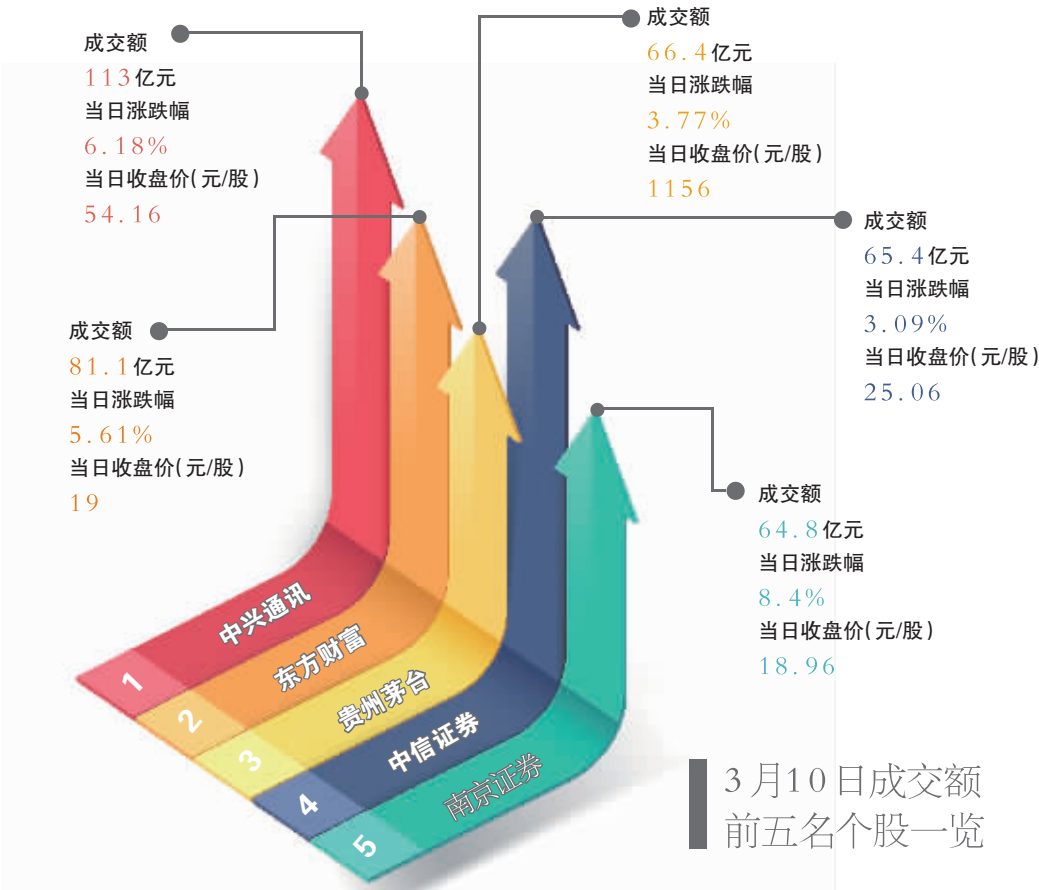 成交额
113亿元
当日涨跌幅
6.18%
当日收盘价(元/股)
54.16
成交额
81.1亿元
当日涨跌幅
5.61%
当日收盘价(元/股)
19
成交额
66.4亿元
当日涨跌幅
3.77%
当日收盘价(元/股)
1156
成交额
65.4亿元
当日涨跌幅
3.09%
当日收盘价(元/股)
25.06
成交额
64.8亿元
当日涨跌幅
8.4%
当日收盘价(元/股)
18.96
1 中兴通讯
2 东方财富
3 贵州茅台
4 中信证券
5 南京证券
3月10日成交额
前五名个股一览